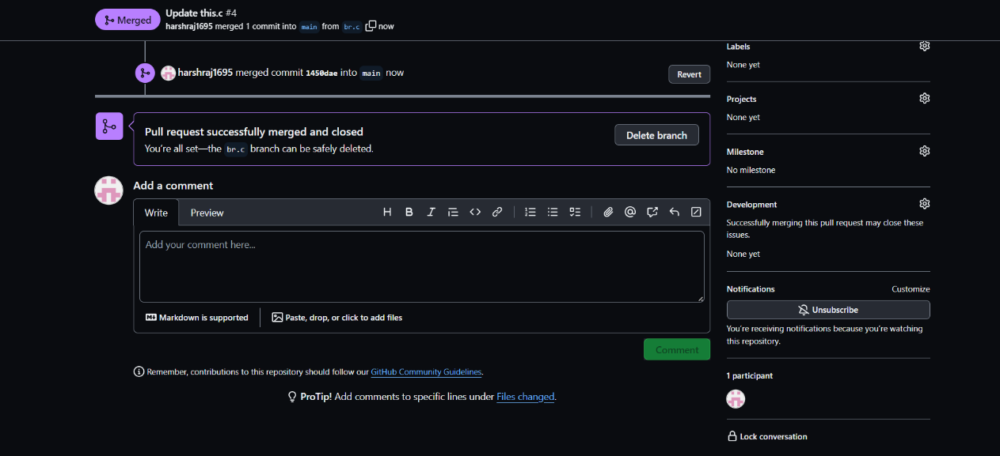 Merged
Update this.c #4
harshraj1695 merged 1 commit into main from br.c now
harshraj1695 merged commit 1450dae into main now
Revert
Pull request successfully merged and closed
You're all set—the br.c branch can be safely deleted.
Delete branch
Add a comment
Write Preview
Add your comment here...
Markdown is supported
Paste, drop, or click to add files
Comment
Remember, contributions to this repository should follow our GitHub Community Guidelines.
ProTip! Add comments to specific lines under Files changed.
Labels
None yet
Projects
None yet
Milestone
No milestone
Development
Successfully merging this pull request may close these
issues.
None yet
Notifications Customize
Unsubscribe
You're receiving notifications because you're watching
this repository.
1 participant
Lock conversation